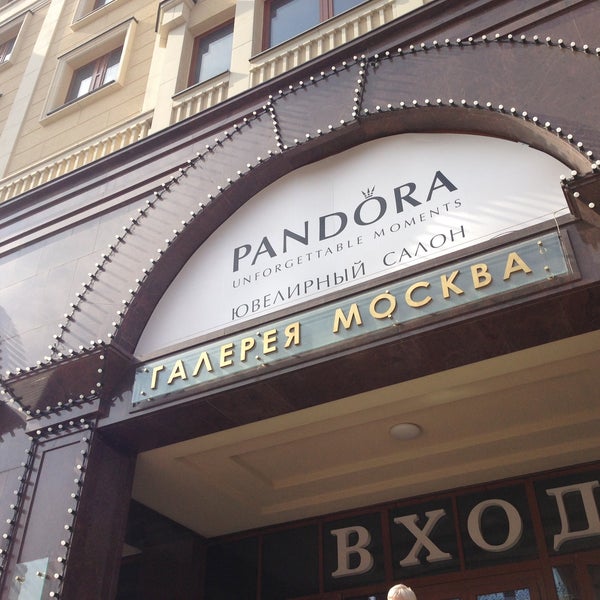 PANDORA
UNFORGETTABLE MOMENTS
ЮВЕЛИРНЫЙ САЛОН
ГАЛЕРЕЯ МОСКВА
ВХОД